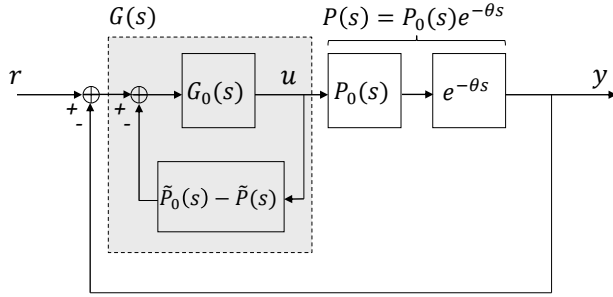 G(s) P(s) = P₀(s)e^{-θs}
r + - + - G₀(s) u P₀(s) e^{-θs} y
P̃₀(s) − P̃(s)